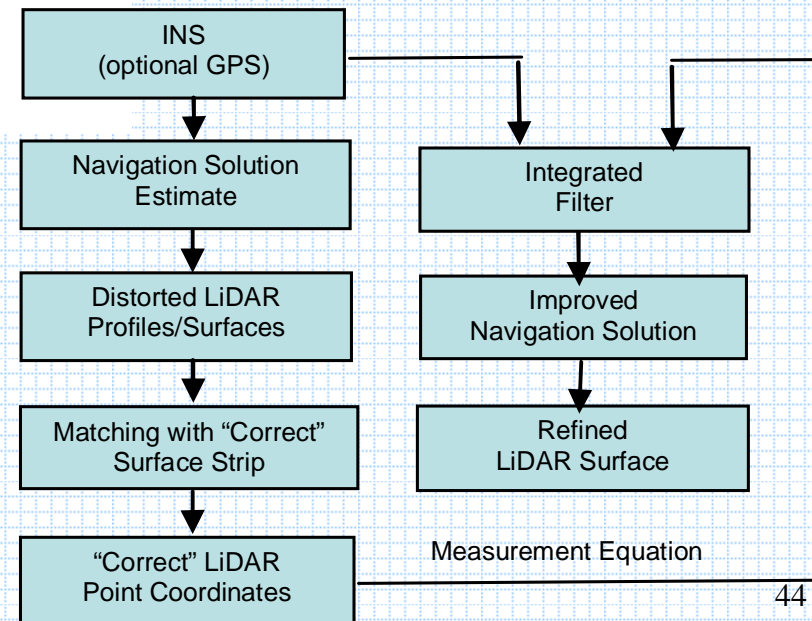 INS
(optional GPS)
Navigation Solution
Estimate
Distorted LiDAR
Profiles/Surfaces
Matching with “Correct”
Surface Strip
“Correct” LiDAR
Point Coordinates
Integrated
Filter
Improved
Navigation Solution
Refined
LiDAR Surface
Measurement Equation
44